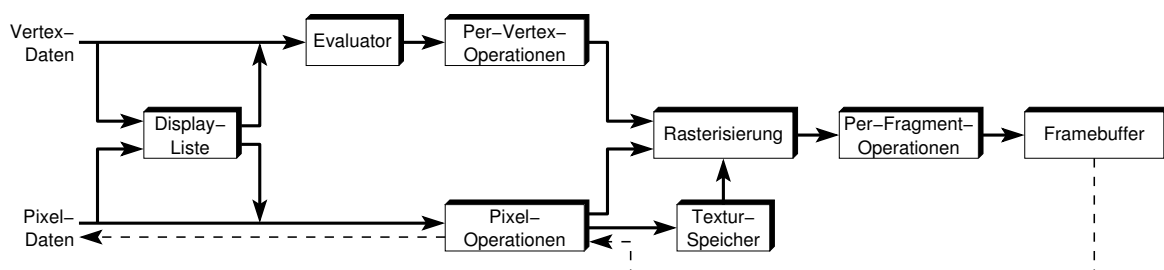 Vertex−
Daten
Evaluator
Per−Vertex−
Operationen
Display−
Liste
Rasterisierung
Per−Fragment−
Operationen
Framebuffer
Pixel−
Daten
Pixel−
Operationen
Textur−
Speicher